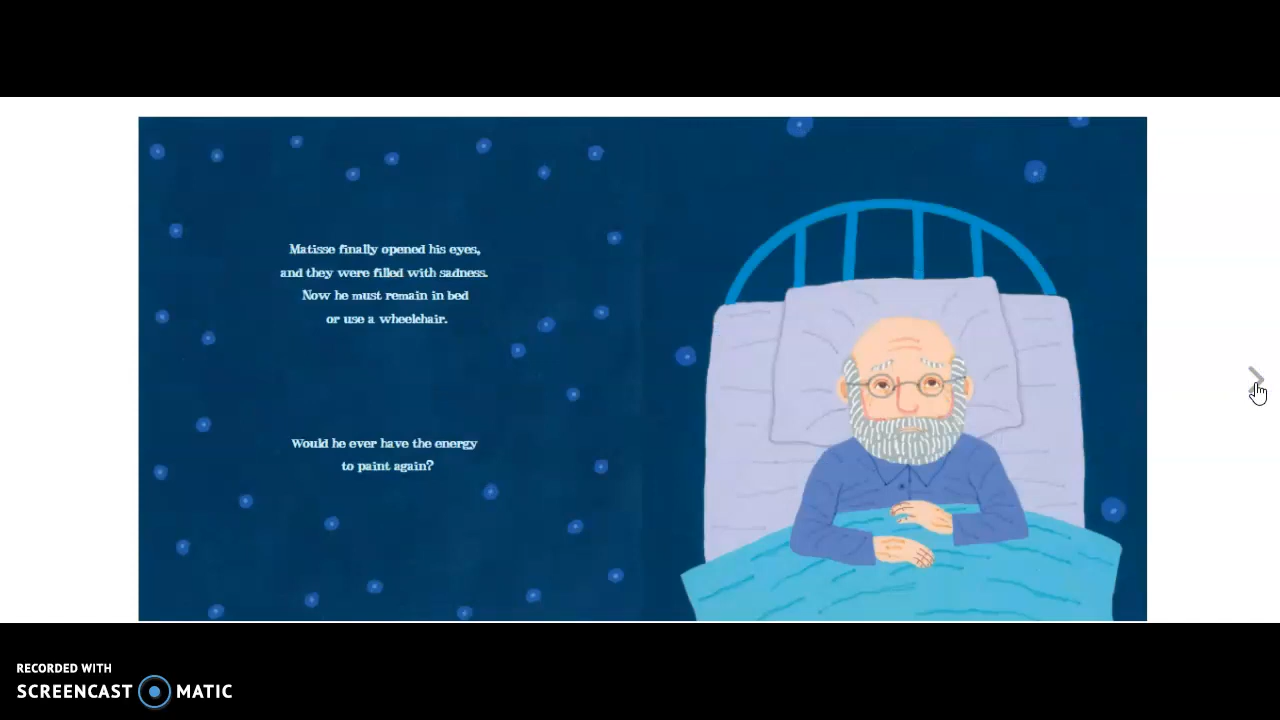 Matisse finally opened his eyes,
and they were filled with sadness.
Now he must remain in bed
or use a wheelchair.
Would he ever have the energy
to paint again?
RECORDED WITH
SCREENCAST MATIC